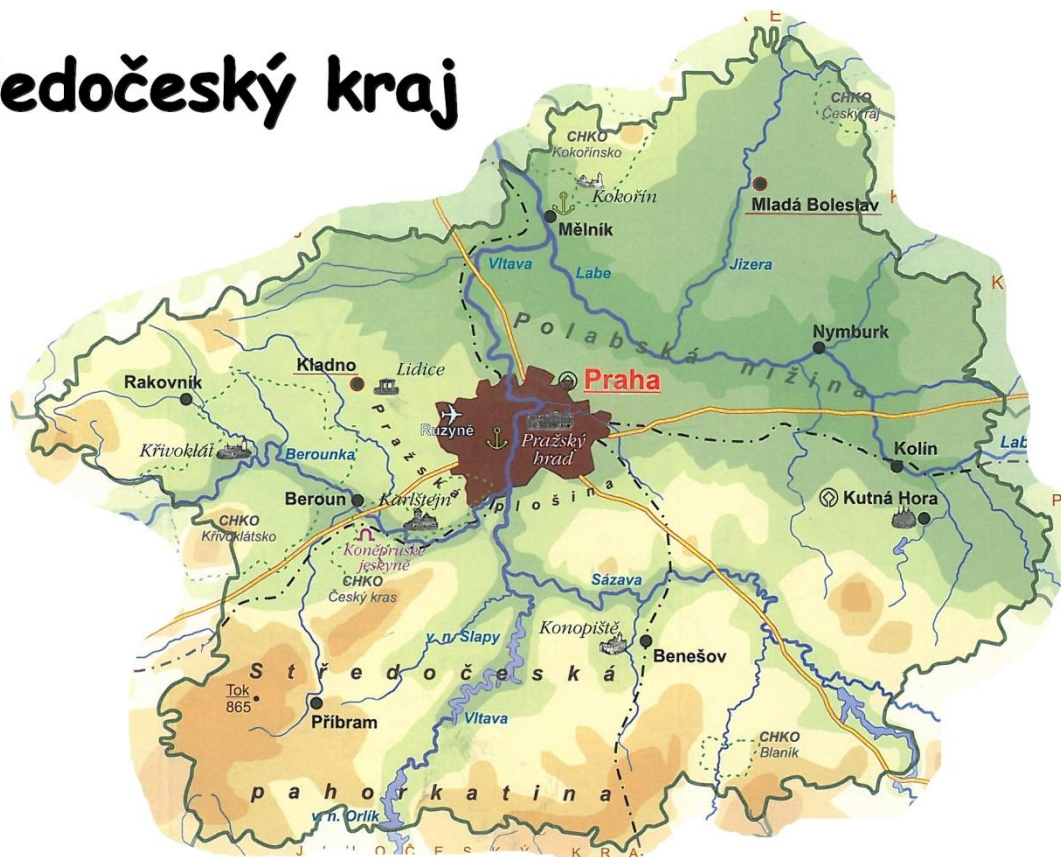 edočeský kraj
E
CHKO
Český ráj
CHKO
Kokořínsko
Kokořín
Mladá Boleslav
K
Mělník
J
Vltava
Labe
Jizera
K
Polabská nížina
Nymburk
Kladno
Lidice
Praha
Rakovník
Ruzyně
Pražský
hrad
Křivoklát
Berounka
Pražská plošina
Kolín
Lab
Beroun
Karlštejn
Kutná Hora
P
CHKO
Křivoklátsko
Koněpruské
jeskyně
CHKO
Český kras
Sázava
Konopiště
v. n. Slapy
Benešov
Středočeská
Tok
865
Příbram
Vltava
CHKO
Blaník
pahorkatina
v. n. Orlík
J I H O Č E S K Ý K R A